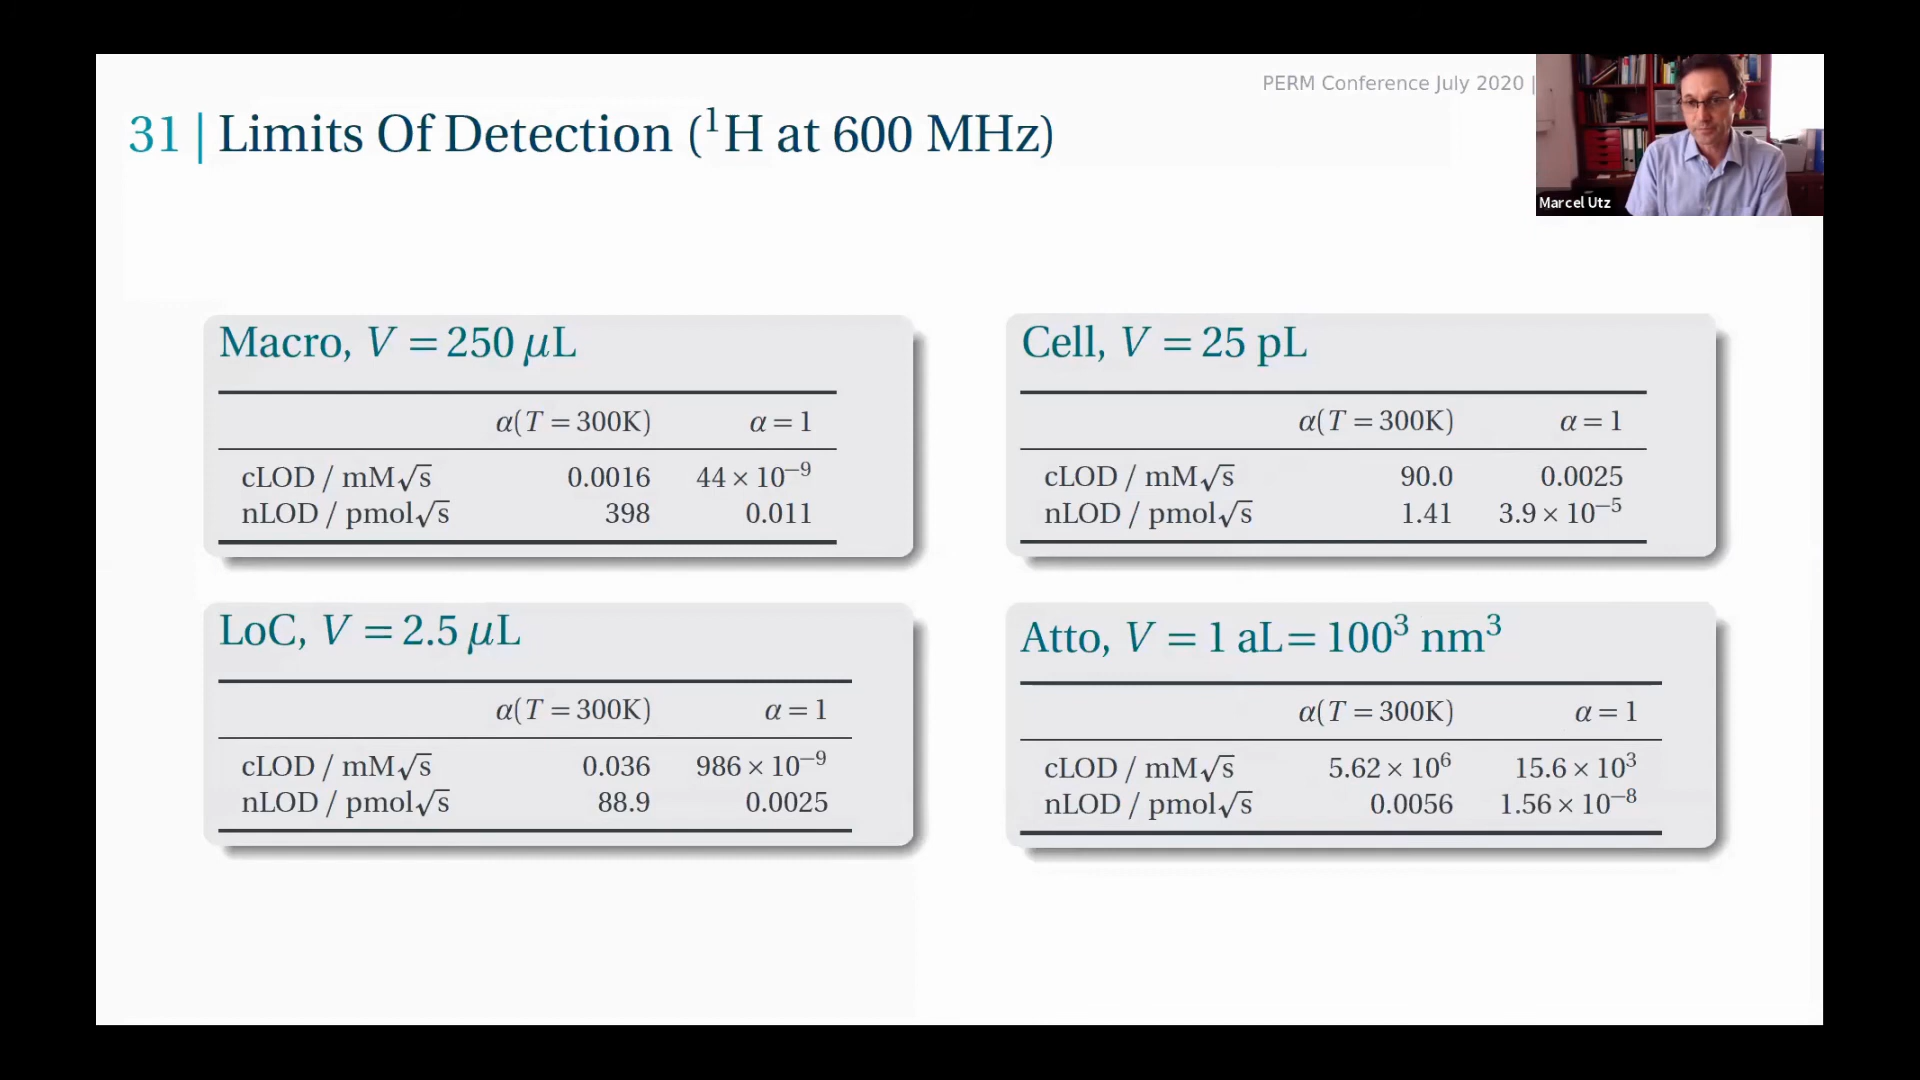 PERM Conference July 2020 |
31 | Limits Of Detection (¹H at 600 MHz)
Marcel Utz
Macro, V = 250 μL
α(T = 300K) α = 1
cLOD / mM√s 0.0016 44 × 10⁻⁹
nLOD / pmol√s 398 0.011
Cell, V = 25 pL
α(T = 300K) α = 1
cLOD / mM√s 90.0 0.0025
nLOD / pmol√s 1.41 3.9 × 10⁻⁵
LoC, V = 2.5 μL
α(T = 300K) α = 1
cLOD / mM√s 0.036 986 × 10⁻⁹
nLOD / pmol√s 88.9 0.0025
Atto, V = 1 aL= 100³ nm³
α(T = 300K) α = 1
cLOD / mM√s 5.62 × 10⁶ 15.6 × 10³
nLOD / pmol√s 0.0056 1.56 × 10⁻⁸